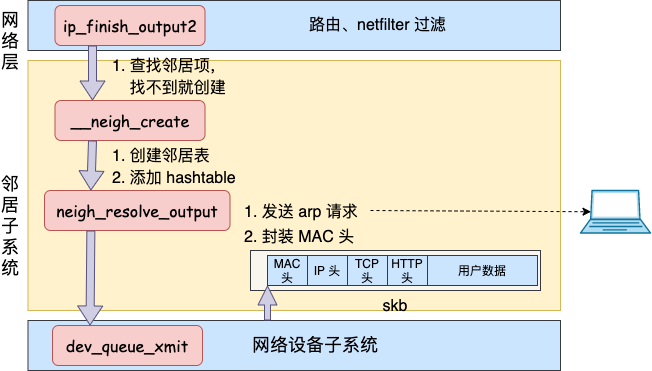 网络层
ip_finish_output2
路由、netfilter 过滤
1. 查找邻居项,
找不到就创建
__neigh_create
1. 创建邻居表
2. 添加 hashtable
邻居子系统
neigh_resolve_output
1. 发送 arp 请求
2. 封装 MAC 头
MAC
头
IP 头
TCP
头
HTTP
头
用户数据
skb
dev_queue_xmit
网络设备子系统